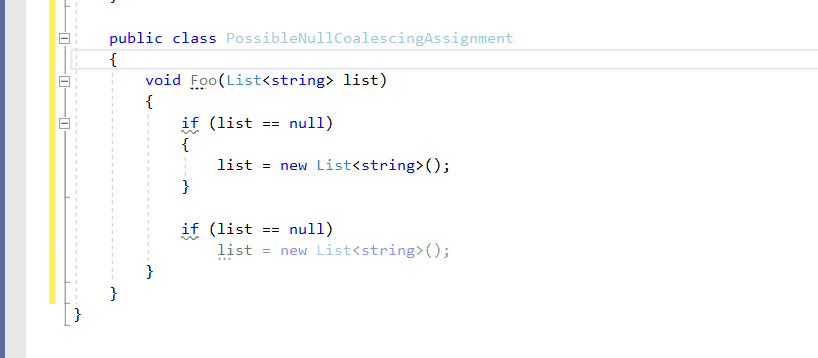 public class PossibleNullCoalescingAssignment
{
void Foo(List<string> list)
{
if (list == null)
{
list = new List<string>();
}
if (list == null)
list = new List<string>();
}
}
}